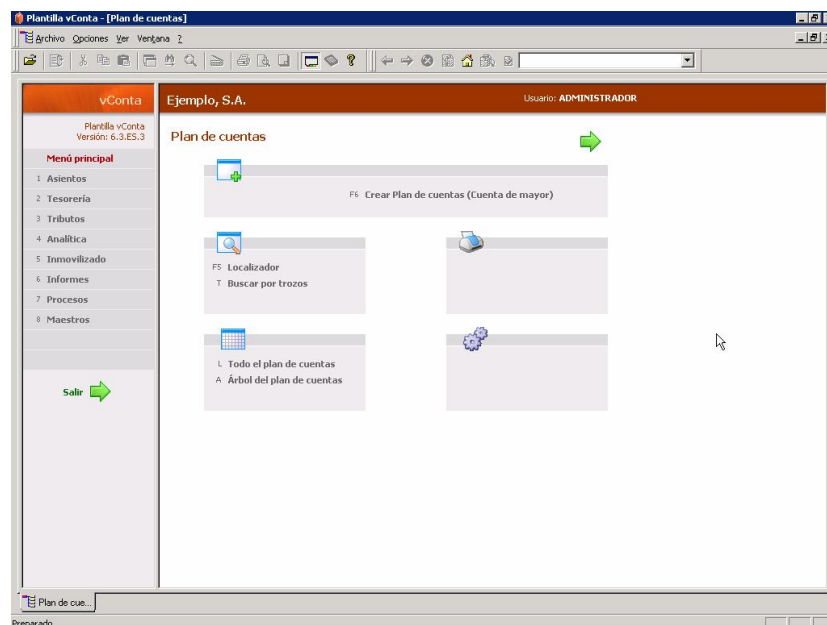 Plantilla vConta - [Plan de cuentas]
Archivo Opciones Ver Ventana ?
vConta
Ejemplo, S.A.
Usuario: ADMINISTRADOR
Plantilla vConta
Versión: 6.3.ES.3
Menú principal
1 Asientos
2 Tesorería
3 Tributos
4 Analítica
5 Inmovilizado
6 Informes
7 Procesos
8 Maestros
Salir
Plan de cuentas
F6 Crear Plan de cuentas (Cuenta de mayor)
F5 Localizador
T Buscar por trozos
L Todo el plan de cuentas
A Árbol del plan de cuentas
Plan de cue...
Preparado